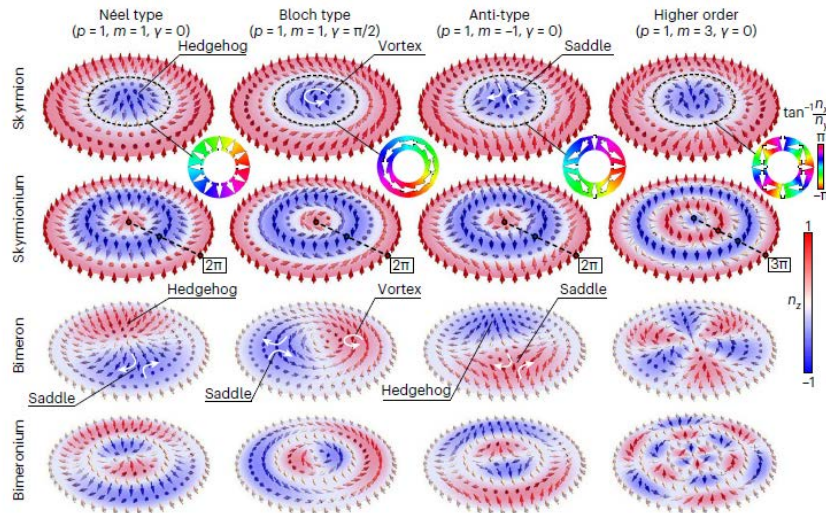 Néel type
(p = 1, m = 1, γ = 0)
Bloch type
(p = 1, m = 1, γ = π/2)
Anti-type
(p = 1, m = −1, γ = 0)
Higher order
(p = 1, m = 3, γ = 0)
Skyrmion
Hedgehog
Vortex
Saddle
tan⁻¹
π
−π
Skyrmionium
2π
2π
2π
3π
1
n_z
−1
Bimeron
Hedgehog
Saddle
Vortex
Saddle
Saddle
Hedgehog
Bimeronium